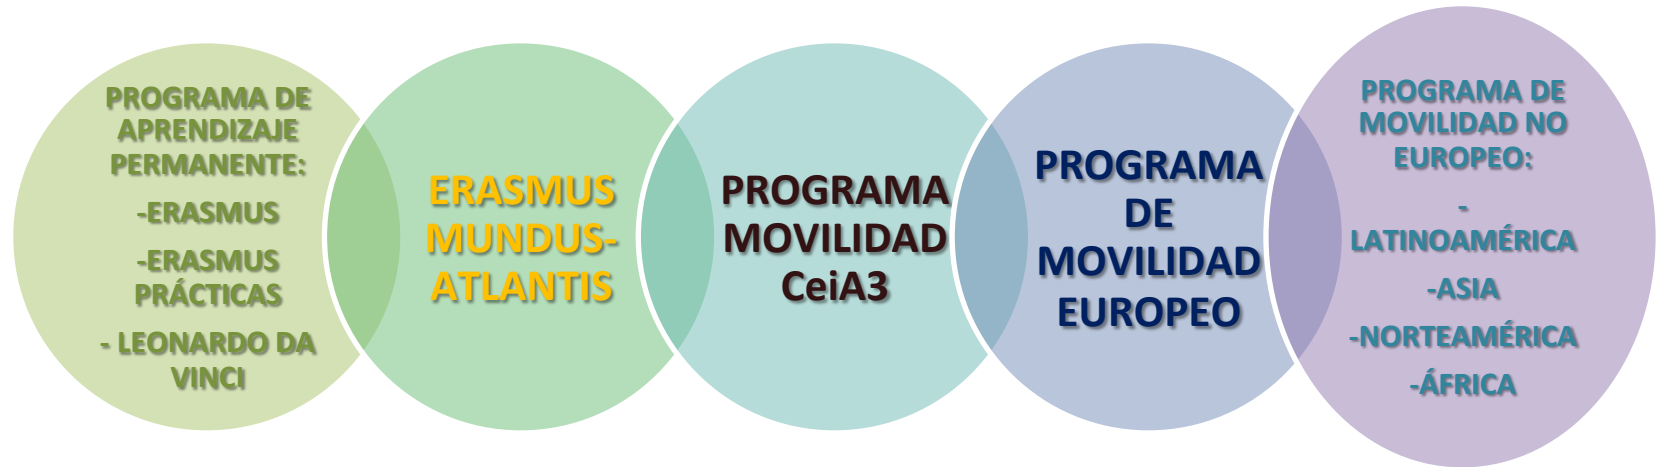 PROGRAMA DE
APRENDIZAJE
PERMANENTE:
-ERASMUS
-ERASMUS
PRÁCTICAS
- LEONARDO DA
VINCI
ERASMUS
MUNDUS-
ATLANTIS
PROGRAMA
MOVILIDAD
CeiA3
PROGRAMA
DE
MOVILIDAD
EUROPEO
PROGRAMA DE
MOVILIDAD NO
EUROPEO:
-
LATINOAMÉRICA
-ASIA
-NORTEAMÉRICA
-ÁFRICA